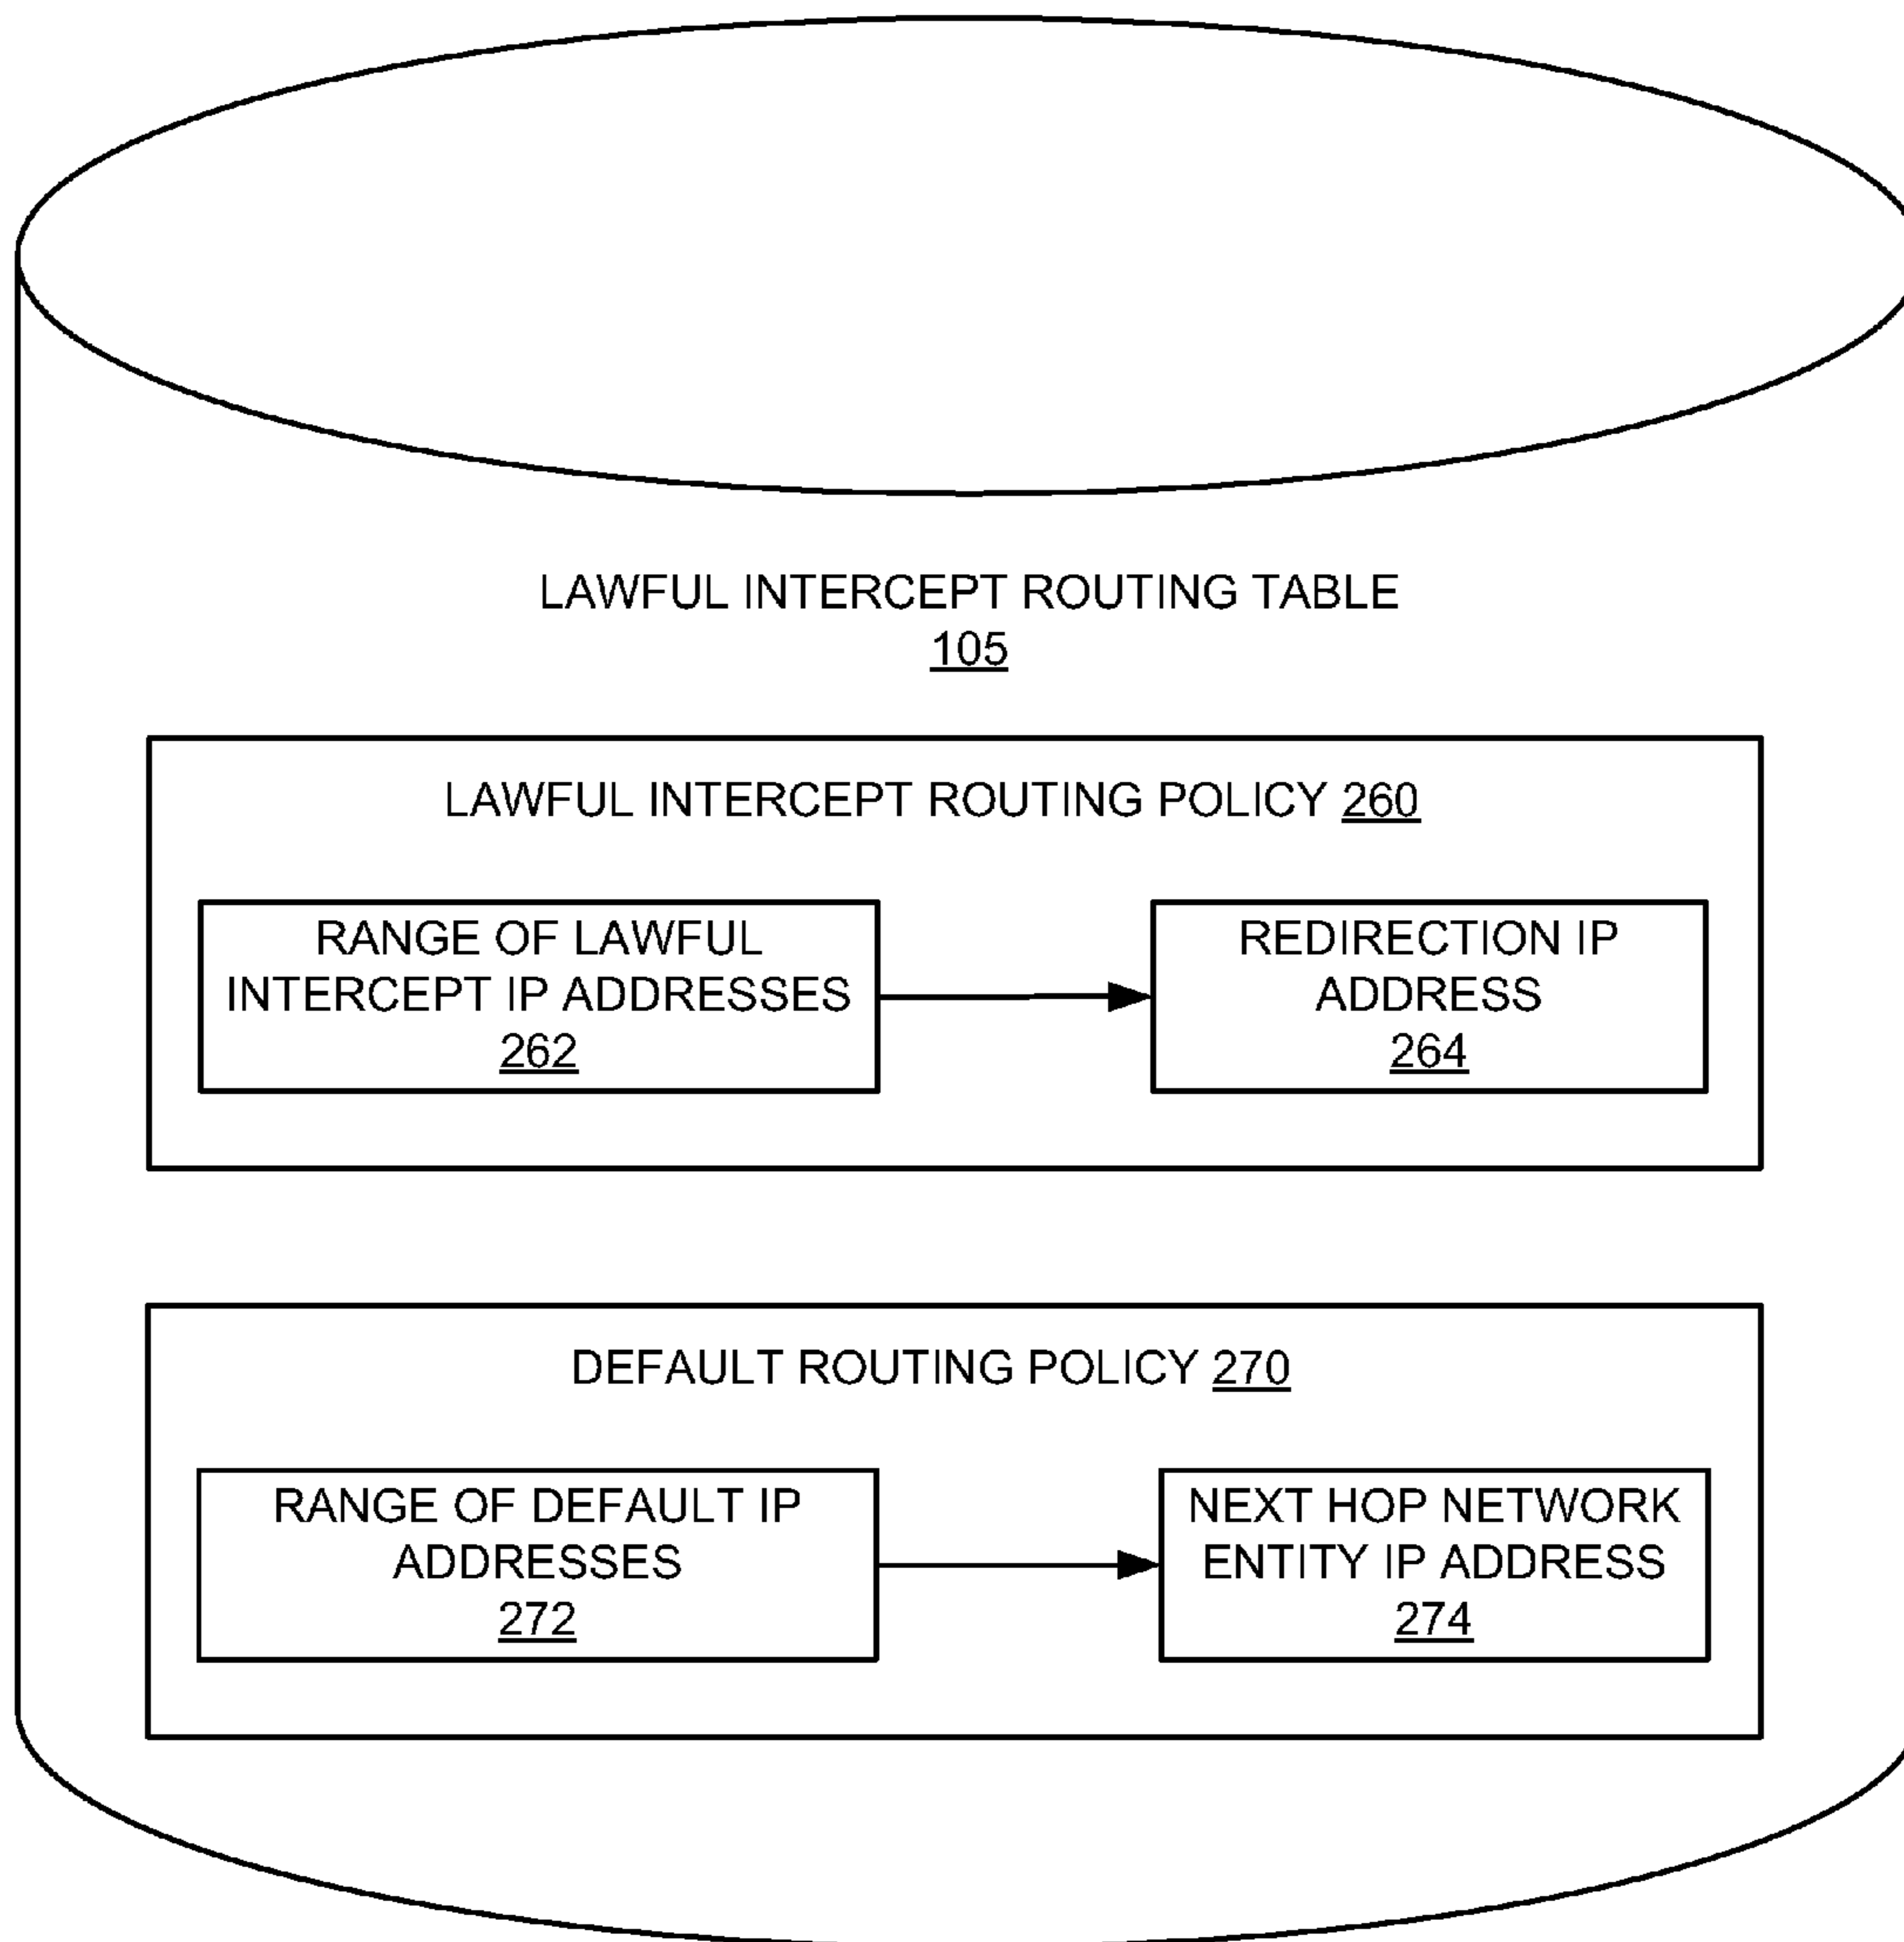 LAWFUL INTERCEPT ROUTING TABLE
105
LAWFUL INTERCEPT ROUTING POLICY 260
RANGE OF LAWFUL
INTERCEPT IP ADDRESSES
262
REDIRECTION IP
ADDRESS
264
DEFAULT ROUTING POLICY 270
RANGE OF DEFAULT IP
ADDRESSES
272
NEXT HOP NETWORK
ENTITY IP ADDRESS
274